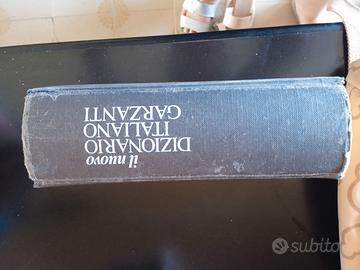 il nuovo
DIZIONARIO
ITALIANO
GARZANTI
subito